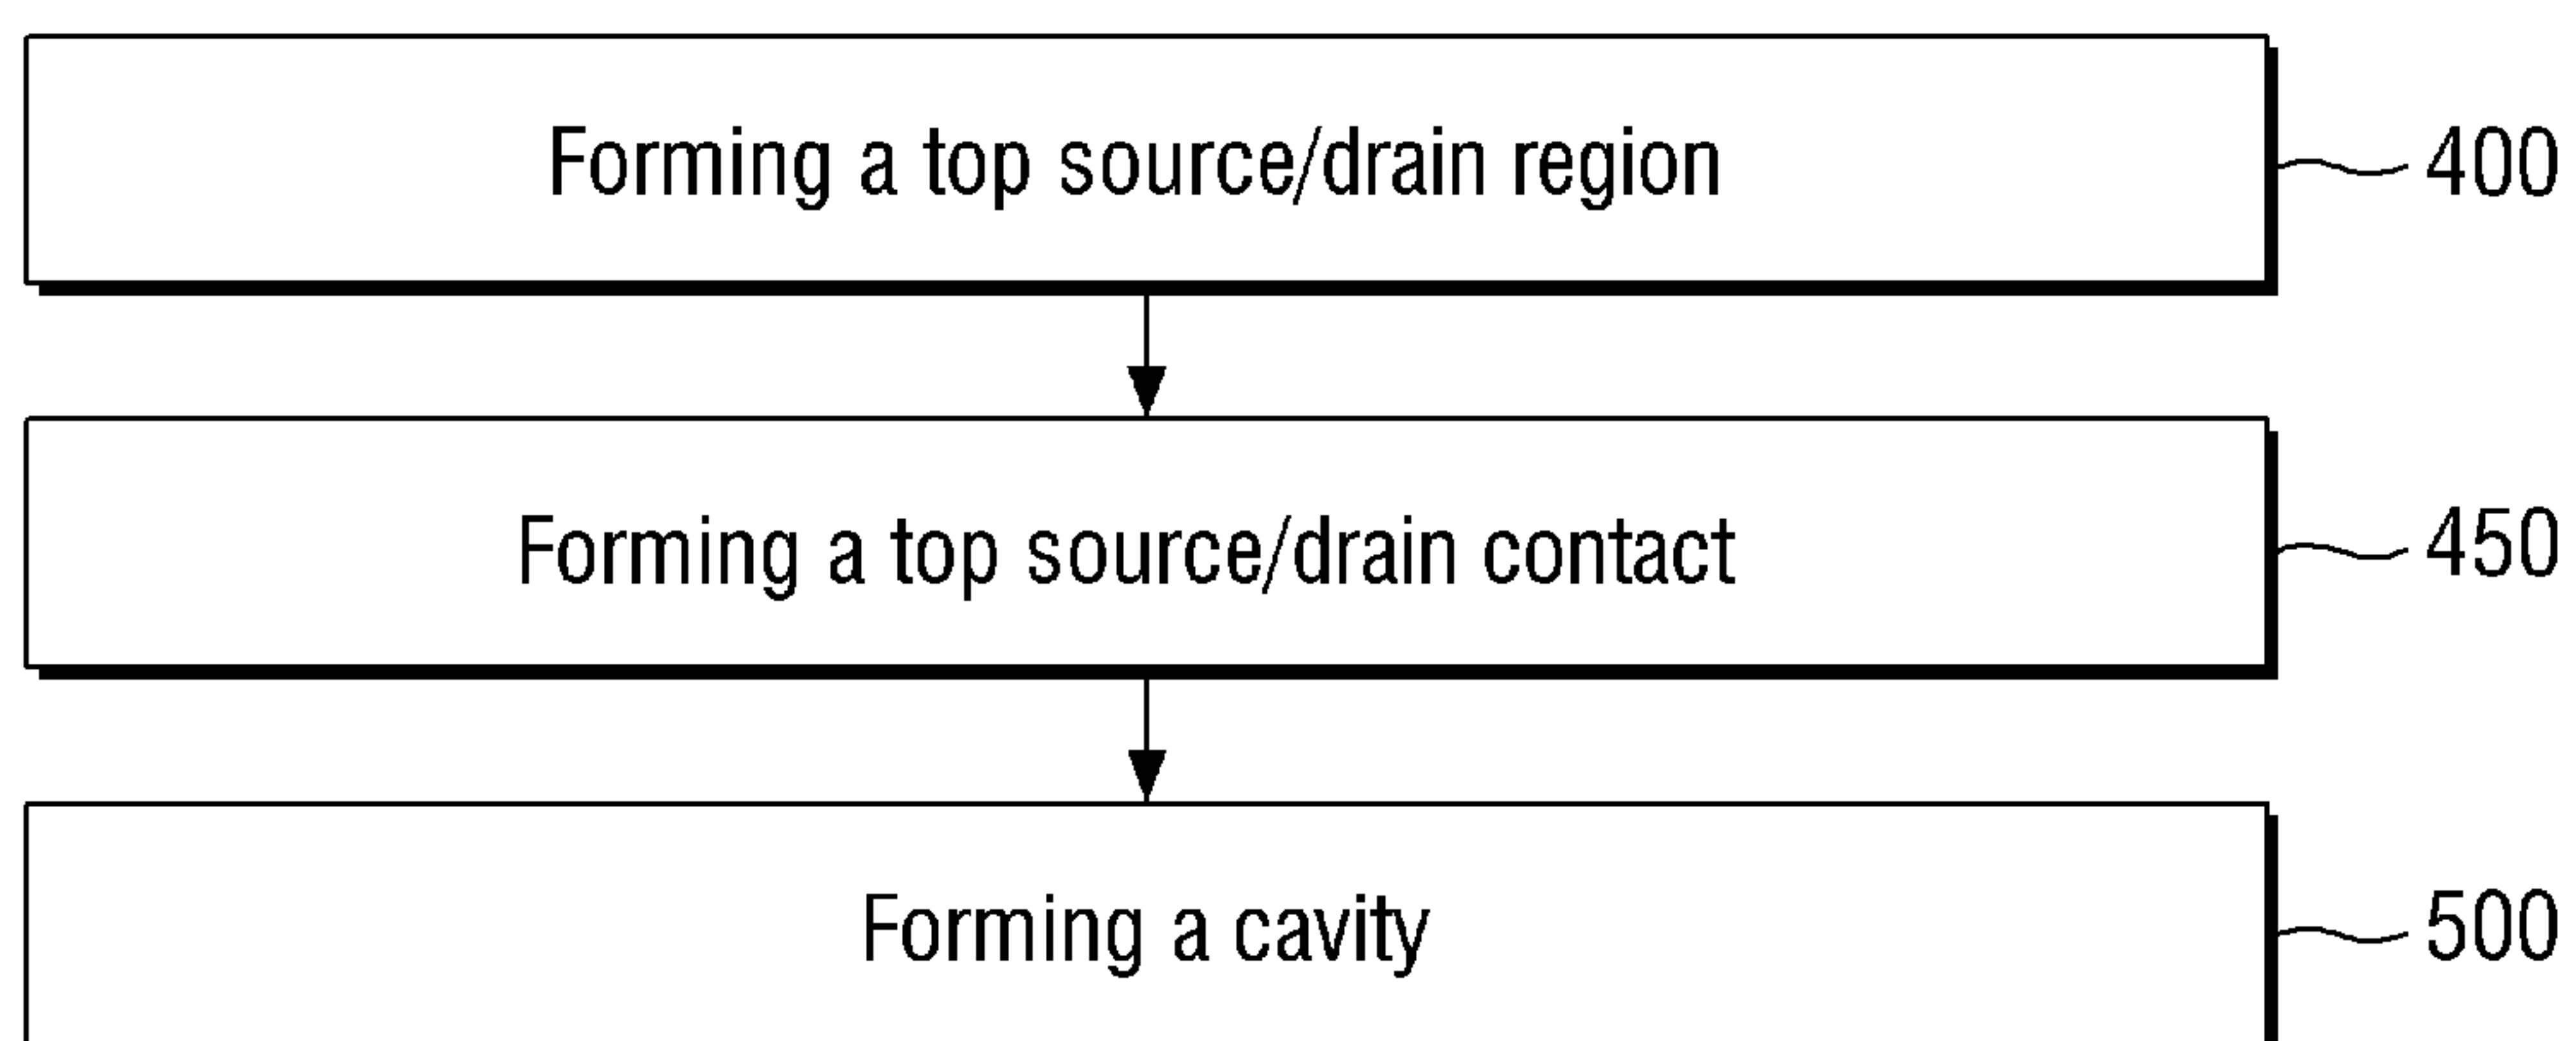 Forming a top source/drain region 400
Forming a top source/drain contact 450
Forming a cavity 500